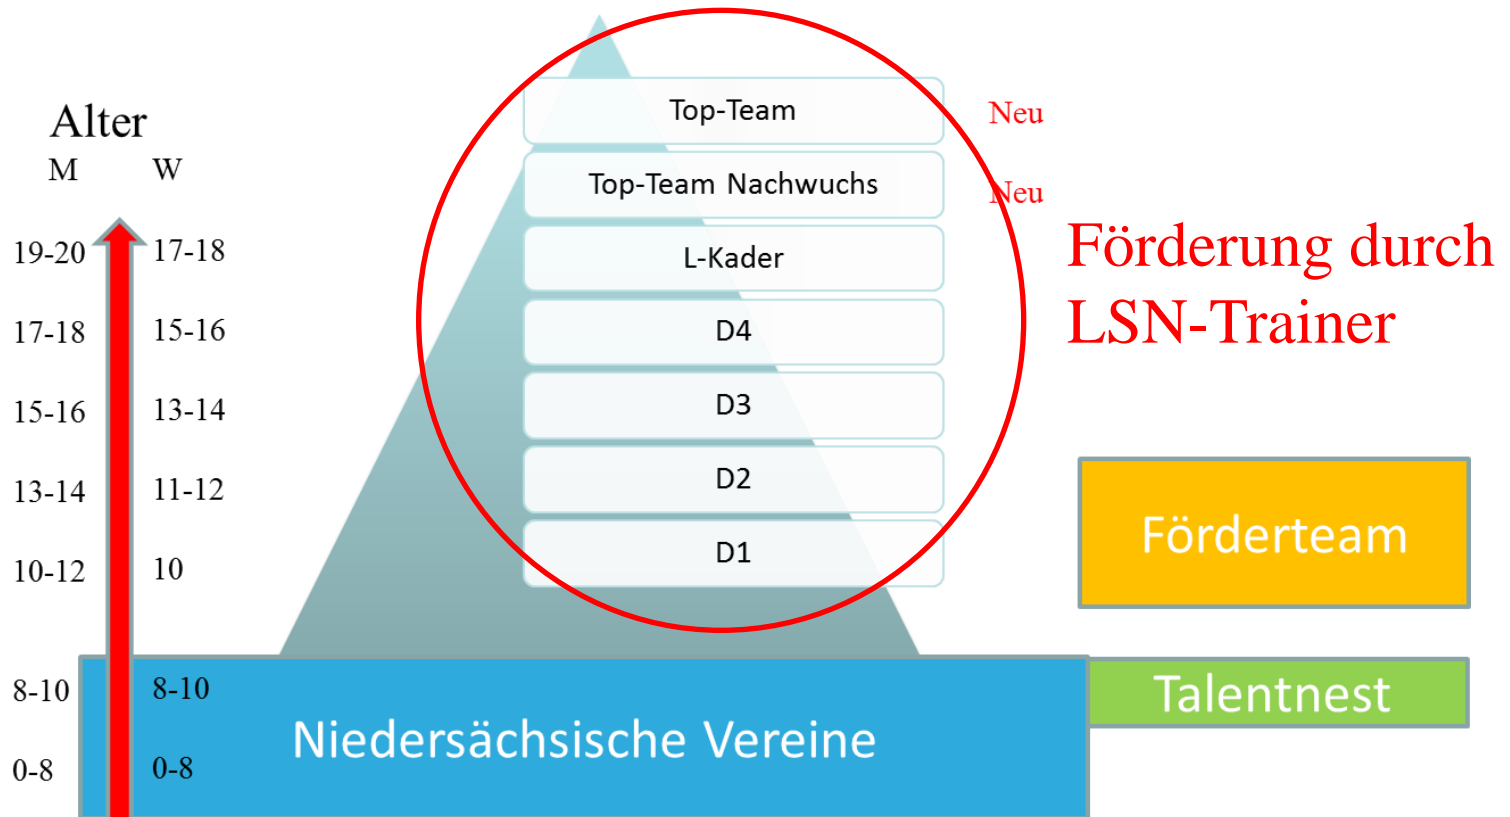 Alter
M W
Top-Team Neu
Top-Team Nachwuchs Neu
19-20 17-18 L-Kader
Förderung durch
LSN-Trainer
17-18 15-16 D4
15-16 13-14 D3
13-14 11-12 D2
10-12 10 D1
Förderteam
8-10 8-10
Talentnest
Niedersächsische Vereine
0-8 0-8